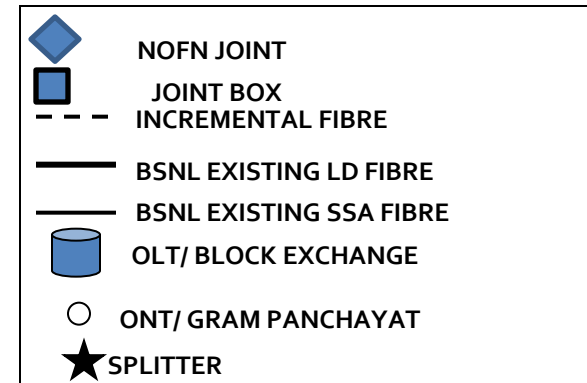 NOFN JOINT
JOINT BOX
INCREMENTAL FIBRE
BSNL EXISTING LD FIBRE
BSNL EXISTING SSA FIBRE
OLT/ BLOCK EXCHANGE
ONT/ GRAM PANCHAYAT
SPLITTER